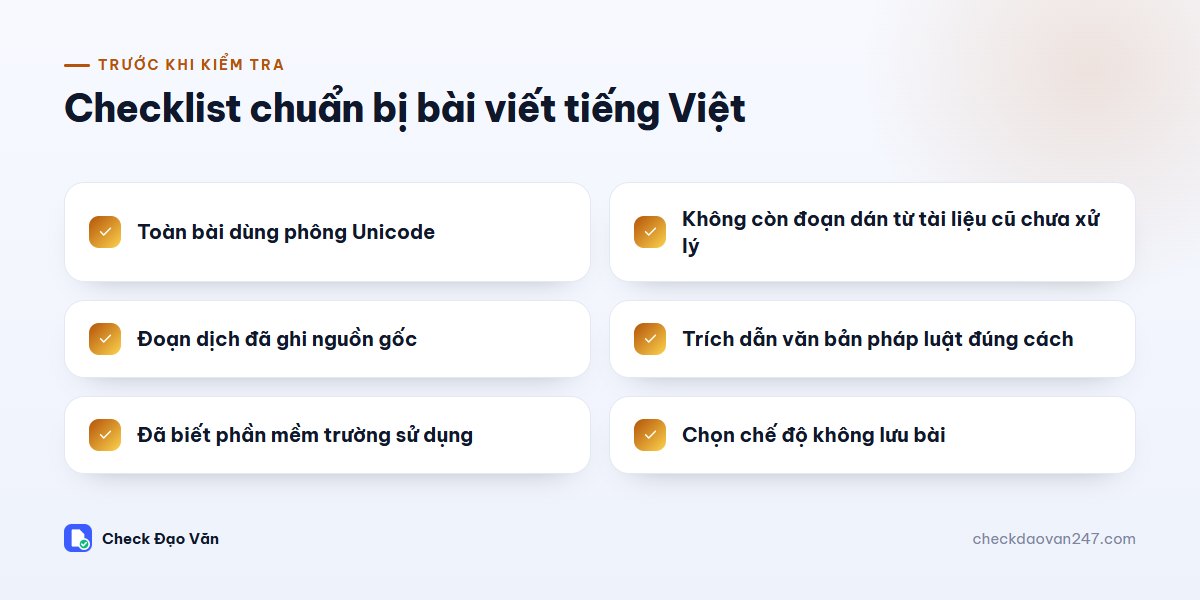 TRƯỚC KHI KIỂM TRA
Checklist chuẩn bị bài viết tiếng Việt
Toàn bài dùng phông Unicode
Không còn đoạn dán từ tài liệu cũ chưa xử
lý
Đoạn dịch đã ghi nguồn gốc
Trích dẫn văn bản pháp luật đúng cách
Đã biết phần mềm trường sử dụng
Chọn chế độ không lưu bài
Check Đạo Văn
checkdaovan247.com